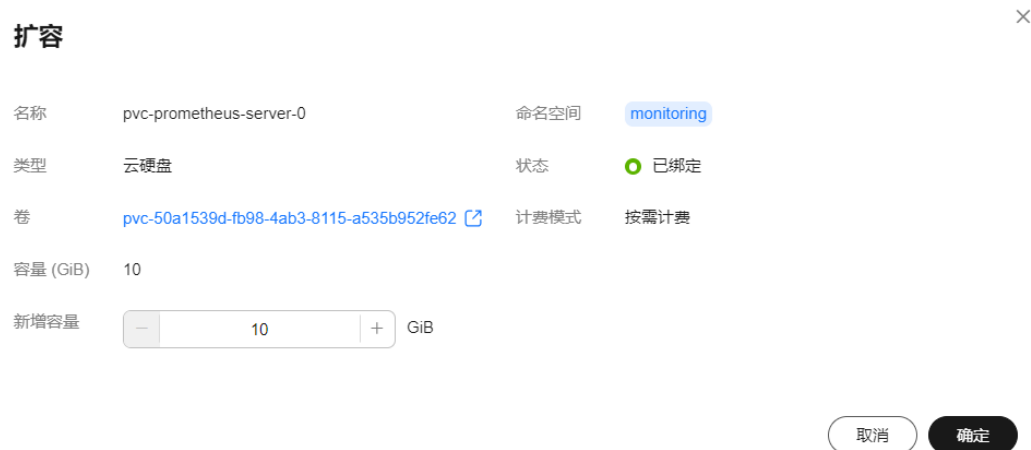 扩容
名称 pvc-prometheus-server-0 命名空间 monitoring
类型 云硬盘 状态 已绑定
卷 pvc-50a1539d-fb98-4ab3-8115-a535b952fe62 计费模式 按需计费
容量 (GiB) 10
新增容量 − 10 + GiB
取消 确定